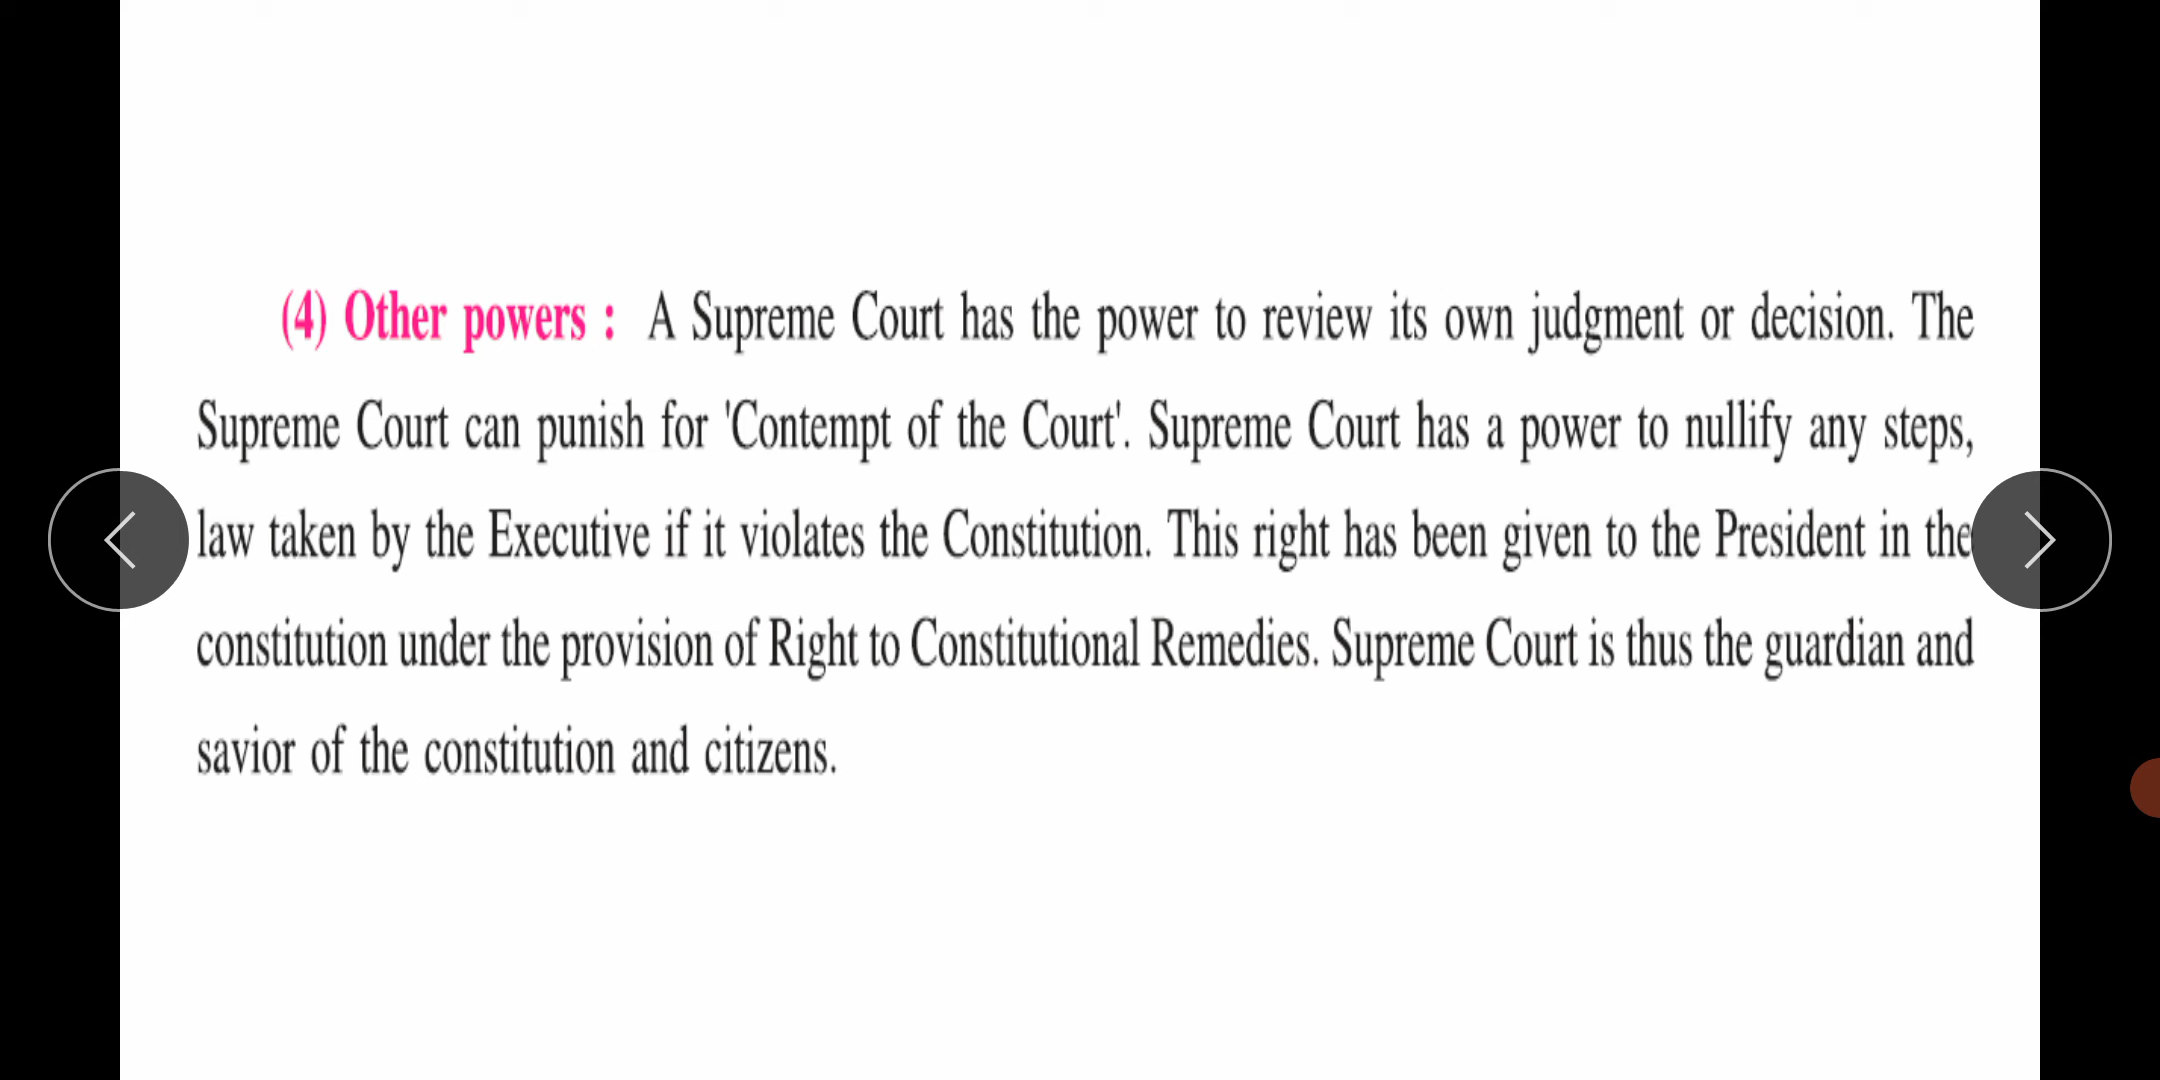 (4) Other powers : A Supreme Court has the power to review its own judgment or decision. The
Supreme Court can punish for 'Contempt of the Court'. Supreme Court has a power to nullify any steps,
law taken by the Executive if it violates the Constitution. This right has been given to the President in the
constitution under the provision of Right to Constitutional Remedies. Supreme Court is thus the guardian and
savior of the constitution and citizens.